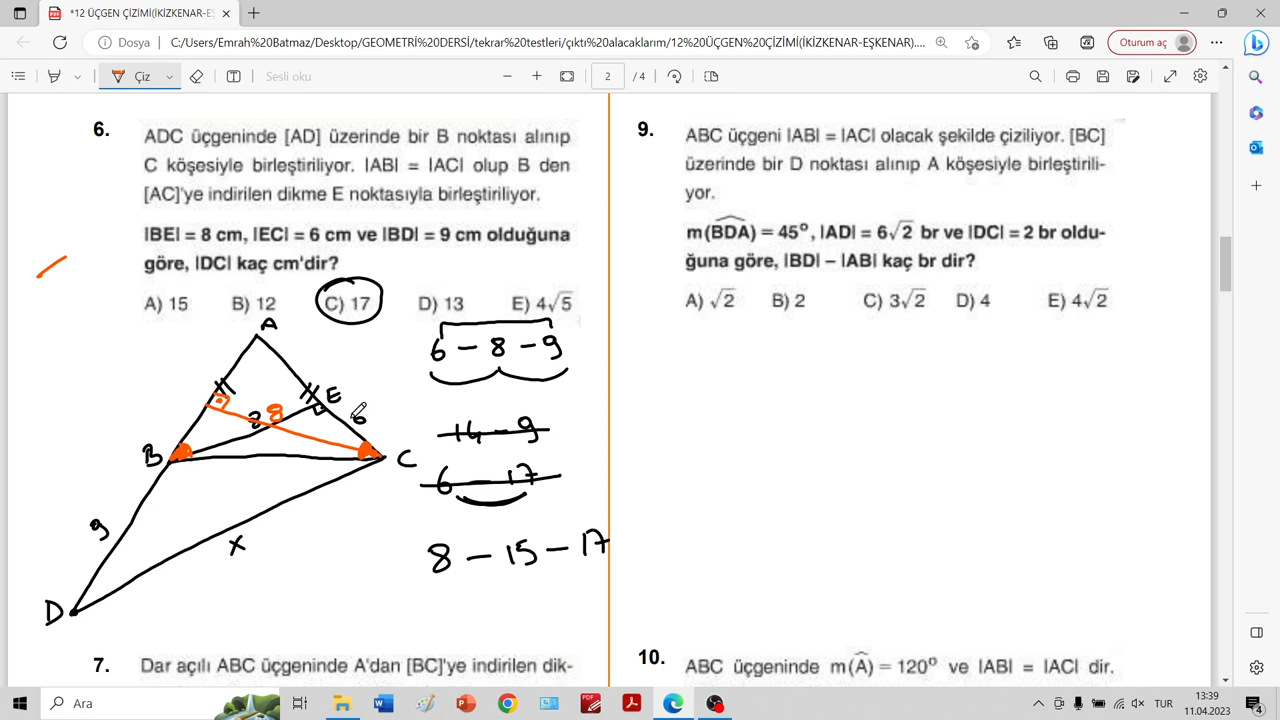 *12 ÜÇGEN ÇİZİMİ(İKİZKENAR-EŞ
Dosya
C:/Users/Emrah%20Batmaz/Desktop/GEOMETRİ%20DERSİ/tekrar%20testleri/çıktı%20alacaklarım/12%20ÜÇGEN%20ÇİZİMİ(İKİZKENAR-EŞKENAR)....
Oturum aç
Çiz
Sesli oku
2 / 4
6.
ADC üçgeninde [AD] üzerinde bir B noktası alınıp
C köşesiyle birleştiriliyor. |AB| = |AC| olup B den
[AC]'ye indirilen dikme E noktasıyla birleştiriliyor.
|BE| = 8 cm, |EC| = 6 cm ve |BD| = 9 cm olduğuna
göre, |DC| kaç cm'dir?
A) 15 B) 12 C) 17 D) 13 E) 4√5
A
E
8
6
B
C
9
x
D
6 – 8 – 9
14 – 9
6 – 17
8 – 15 – 17
7.
Dar açılı ABC üçgeninde A'dan [BC]'ye indirilen dik-
9.
ABC üçgeni |AB| = |AC| olacak şekilde çiziliyor. [BC]
üzerinde bir D noktası alınıp A köşesiyle birleştirili-
yor.
m(BDA) = 45°, |AD| = 6√2 br ve |DC| = 2 br oldu-
ğuna göre, |BD| – |AB| kaç br dir?
A) √2 B) 2 C) 3√2 D) 4 E) 4√2
10.
ABC üçgeninde m(A) = 120° ve |AB| = |AC| dir.
Ara
TUR
13:39
11.04.2023
4